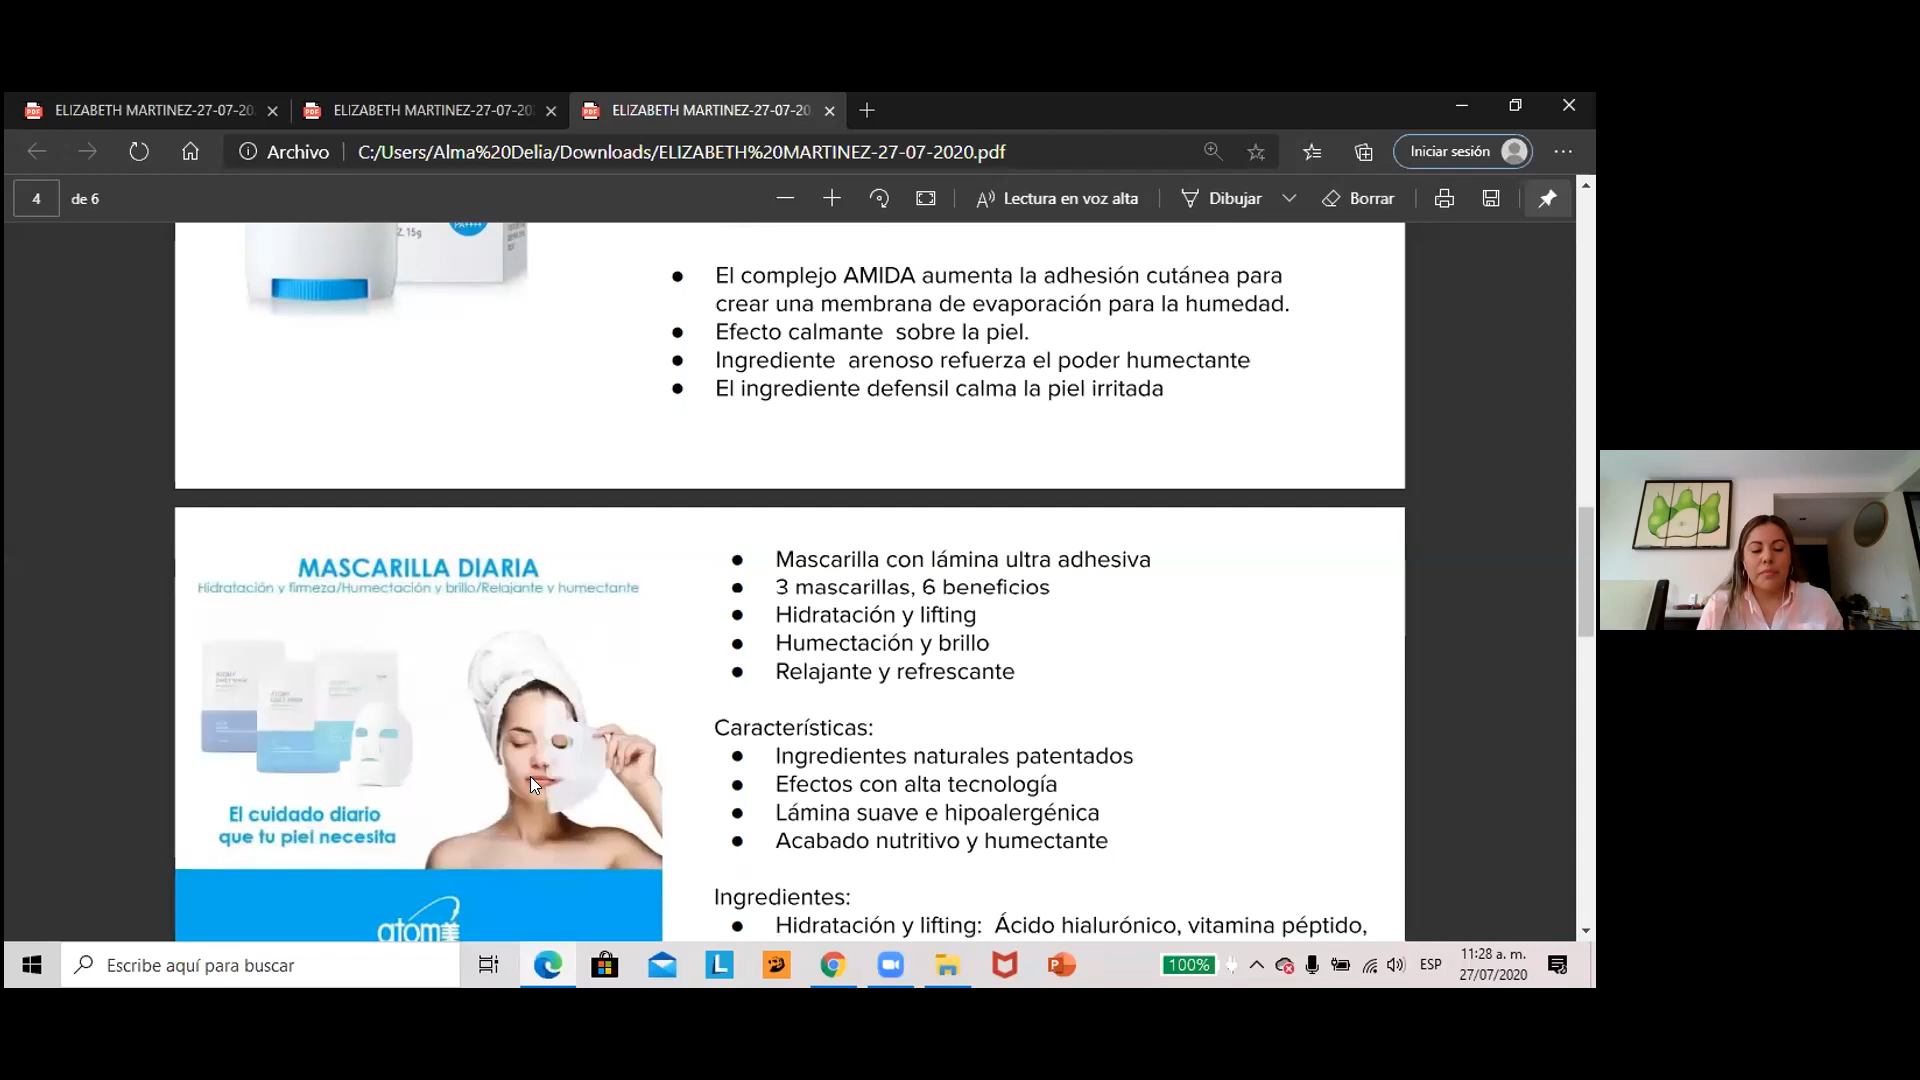 ELIZABETH MARTINEZ-27-07-20
ELIZABETH MARTINEZ-27-07-20
ELIZABETH MARTINEZ-27-07-20
Archivo
C:/Users/Alma%20Delia/Downloads/ELIZABETH%20MARTINEZ-27-07-2020.pdf
Iniciar sesión
4
de 6
Lectura en voz alta
Dibujar
Borrar
15g
PA++++
● El complejo AMIDA aumenta la adhesión cutánea para
crear una membrana de evaporación para la humedad.
● Efecto calmante  sobre la piel.
● Ingrediente  arenoso refuerza el poder humectante
● El ingrediente defensil calma la piel irritada
MASCARILLA DIARIA
Hidratación y firmeza/Humectación y brillo/Relajante y humectante
El cuidado diario
que tu piel necesita
atom美
● Mascarilla con lámina ultra adhesiva
● 3 mascarillas, 6 beneficios
● Hidratación y lifting
● Humectación y brillo
● Relajante y refrescante
Características:
● Ingredientes naturales patentados
● Efectos con alta tecnología
● Lámina suave e hipoalergénica
● Acabado nutritivo y humectante
Ingredientes:
● Hidratación y lifting:  Ácido hialurónico, vitamina péptido,
Escribe aquí para buscar
100%
ESP
11:28 a. m.
27/07/2020